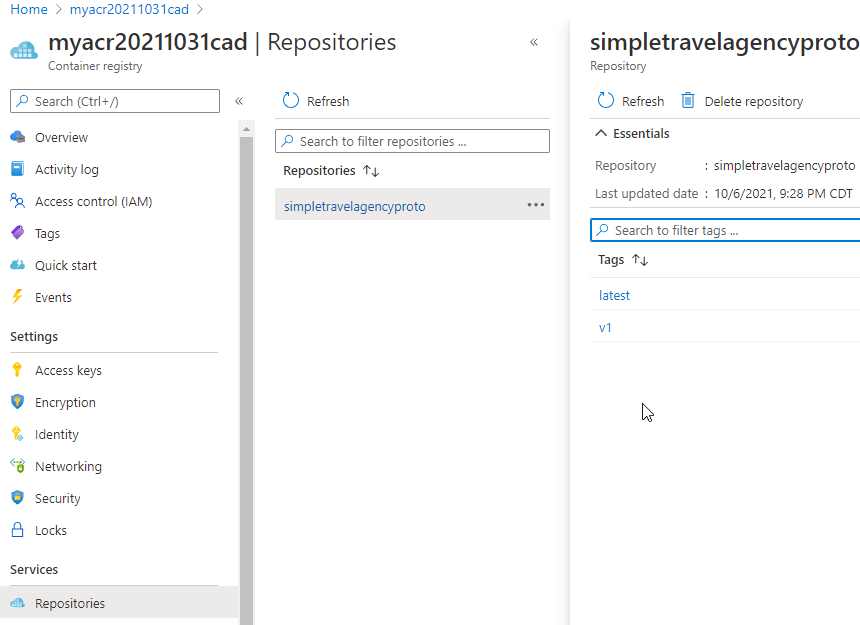 Home > myacr20211031cad >
myacr20211031cad | Repositories
Container registry
Search (Ctrl+/)
Overview
Activity log
Access control (IAM)
Tags
Quick start
Events
Settings
Access keys
Encryption
Identity
Networking
Security
Locks
Services
Repositories
Refresh
Search to filter repositories ...
Repositories
simpletravelagencyproto
simpletravelagencyproto
Repository
Refresh Delete repository
Essentials
Repository : simpletravelagencyproto
Last updated date : 10/6/2021, 9:28 PM CDT
Search to filter tags ...
Tags
latest
v1